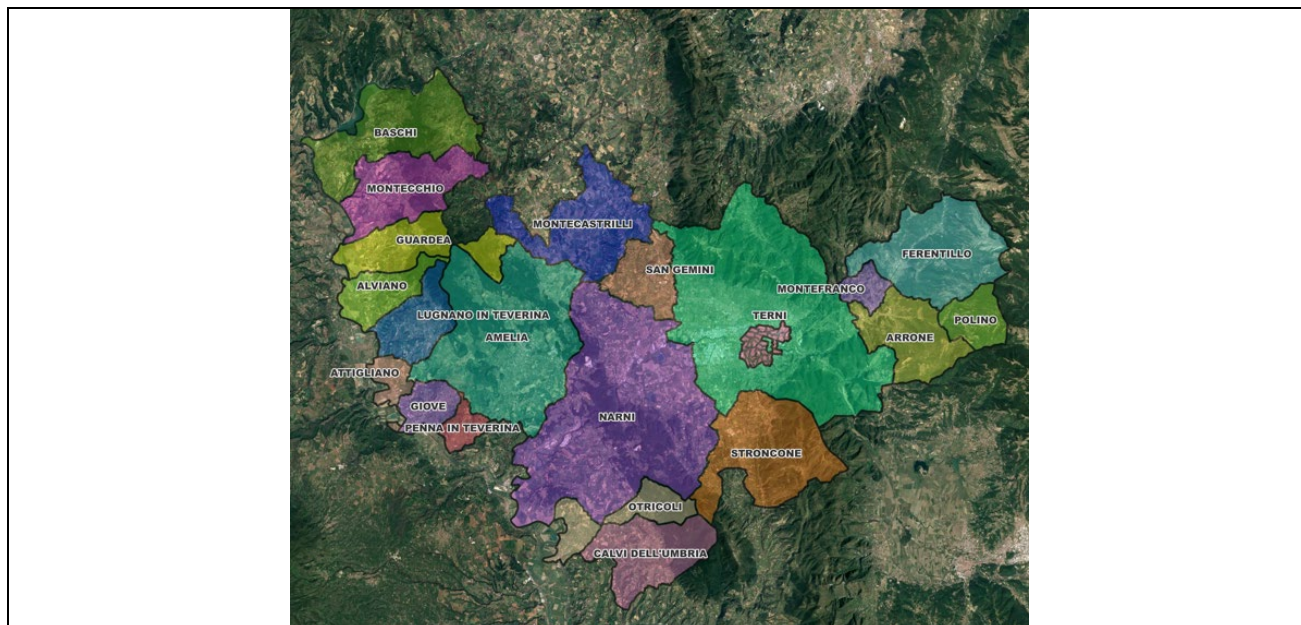 BASCHI
MONTECCHIO
MONTECASTRILLI
GUARDEA
FERENTILLO
SAN GEMINI
ALVIANO
MONTEFRANCO
LUGNANO IN TEVERINA
TERNI
POLINO
AMELIA
ARRONE
ATTIGLIANO
GIOVE
NARNI
PENNA IN TEVERINA
STRONCONE
OTRICOLI
CALVI DELL'UMBRIA